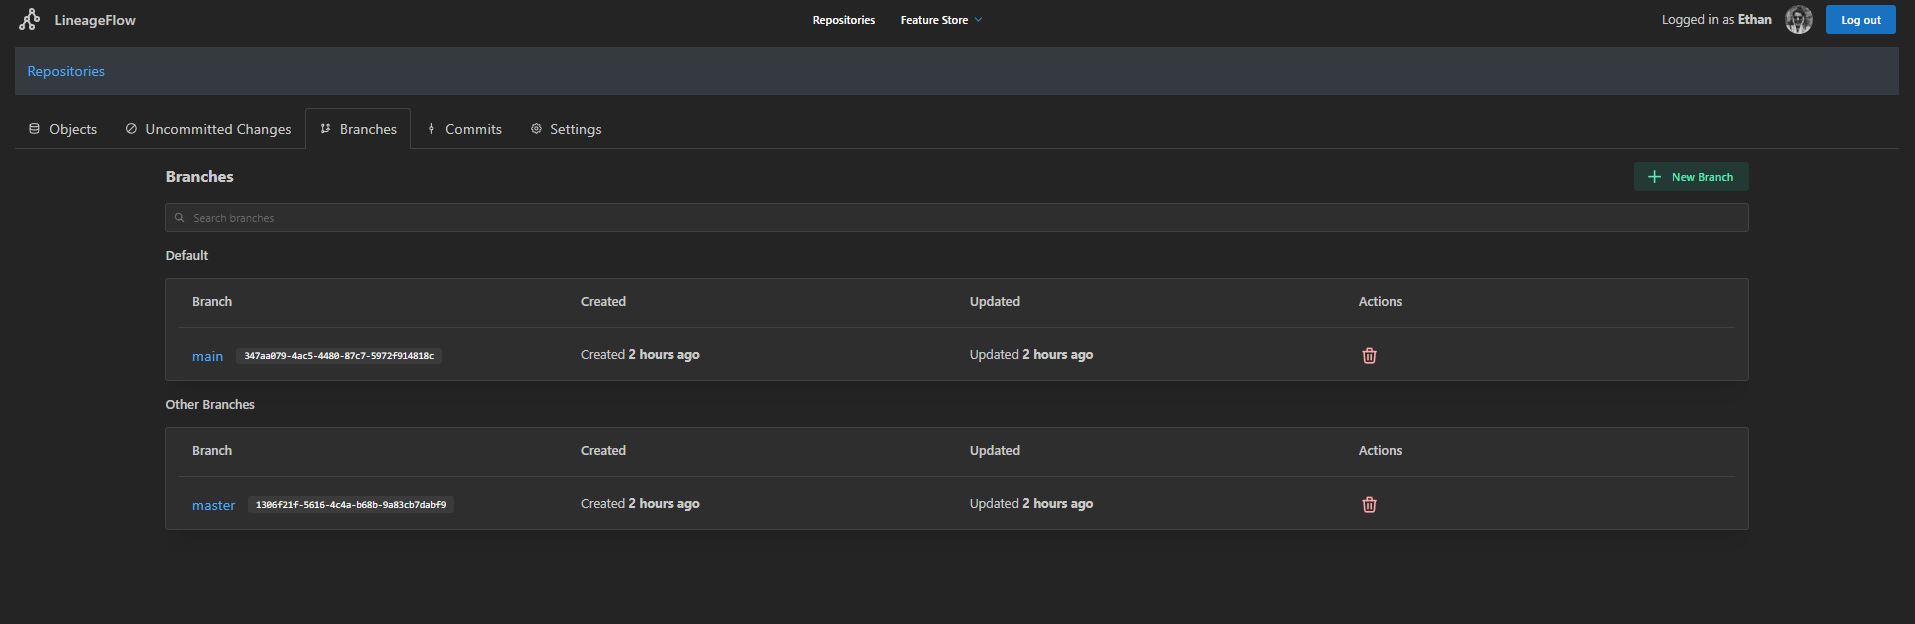 LineageFlow Repositories Feature Store Logged in as Ethan Log out
Repositories
Objects Uncommitted Changes Branches Commits Settings
Branches New Branch
Search branches
Default
Branch Created Updated Actions
main 347aa079-4ac5-4480-87c7-5972f914818c Created 2 hours ago Updated 2 hours ago
Other Branches
Branch Created Updated Actions
master 1306f21f-5616-4c4a-b68b-9a83cb7dabf9 Created 2 hours ago Updated 2 hours ago